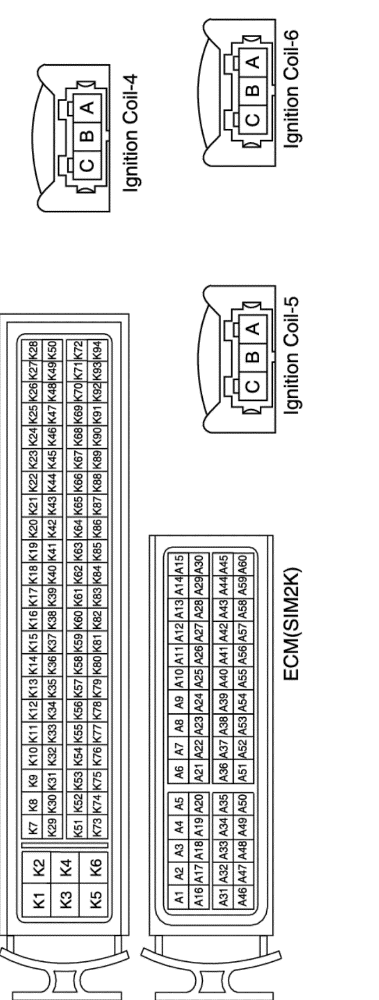 C B A
Ignition Coil-4
C B A
Ignition Coil-6
C B A
Ignition Coil-5
K1 K2
K3 K4
K5 K6
K7 K8 K9 K10 K11 K12 K13 K14 K15 K16 K17 K18 K19 K20 K21 K22 K23 K24 K25 K26 K27 K28
K29 K30 K31 K32 K33 K34 K35 K36 K37 K38 K39 K40 K41 K42 K43 K44 K45 K46 K47 K48 K49 K50
K51 K52 K53 K54 K55 K56 K57 K58 K59 K60 K61 K62 K63 K64 K65 K66 K67 K68 K69 K70 K71 K72
K73 K74 K75 K76 K77 K78 K79 K80 K81 K82 K83 K84 K85 K86 K87 K88 K89 K90 K91 K92 K93 K94
A1 A2 A3 A4 A5 A6 A7 A8 A9 A10 A11 A12 A13 A14 A15
A16 A17 A18 A19 A20 A21 A22 A23 A24 A25 A26 A27 A28 A29 A30
A31 A32 A33 A34 A35 A36 A37 A38 A39 A40 A41 A42 A43 A44 A45
A46 A47 A48 A49 A50 A51 A52 A53 A54 A55 A56 A57 A58 A59 A60
ECM(SIM2K)